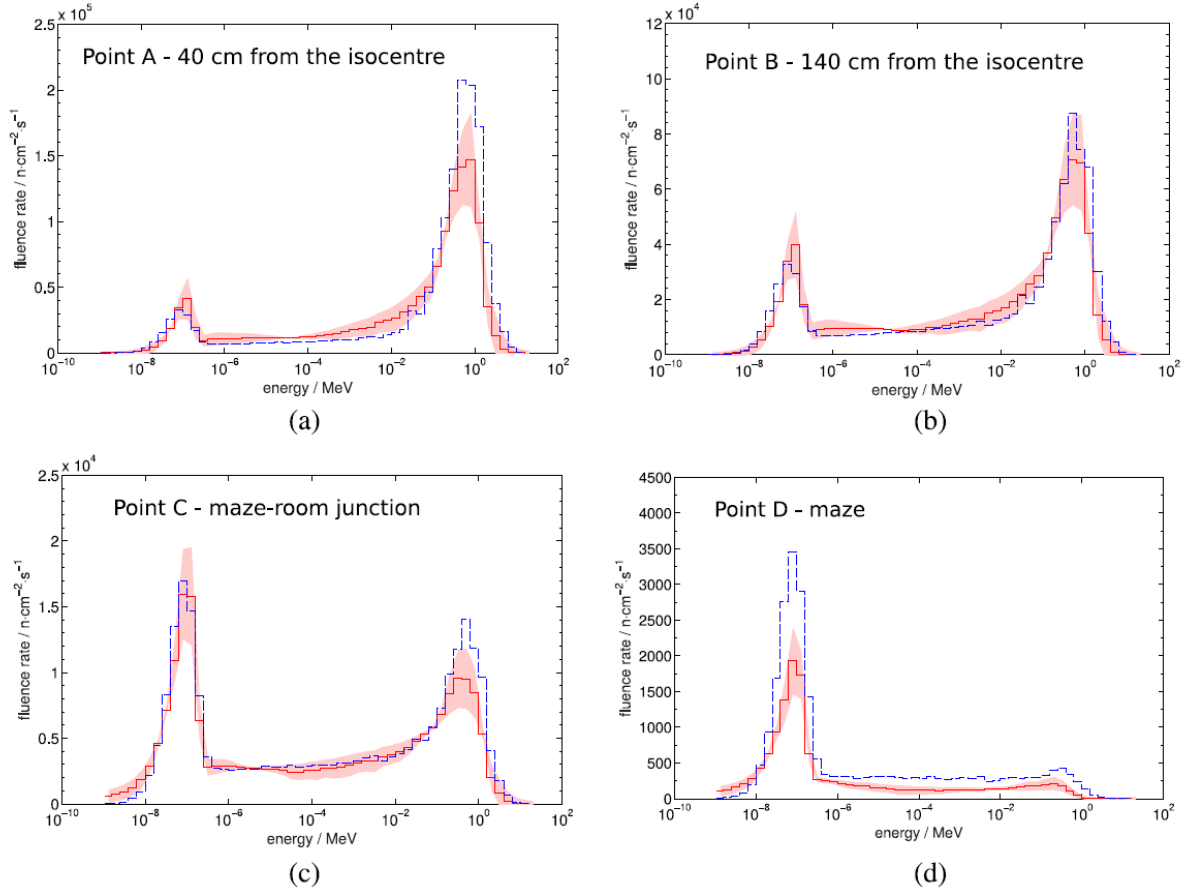 2.5 x 10⁵
2
1.5
1
0.5
0
fluence rate / n·cm⁻²·s⁻¹
Point A - 40 cm from the isocentre
10⁻¹⁰ 10⁻⁸ 10⁻⁶ 10⁻⁴ 10⁻² 10⁰ 10²
energy / MeV
(a)
12 x 10⁴
10
8
6
4
2
0
fluence rate / n·cm⁻²·s⁻¹
Point B - 140 cm from the isocentre
10⁻¹⁰ 10⁻⁸ 10⁻⁶ 10⁻⁴ 10⁻² 10⁰ 10²
energy / MeV
(b)
2.5 x 10⁴
2
1.5
1
0.5
0
fluence rate / n·cm⁻²·s⁻¹
Point C - maze-room junction
10⁻¹⁰ 10⁻⁸ 10⁻⁶ 10⁻⁴ 10⁻² 10⁰ 10²
energy / MeV
(c)
4500
4000
3500
3000
2500
2000
1750
1500
1250
1000
750
500
250
0
fluence rate / n·cm⁻²·s⁻¹
Point D - maze
10⁻¹⁰ 10⁻⁸ 10⁻⁶ 10⁻⁴ 10⁻² 10⁰ 10²
energy / MeV
(d)